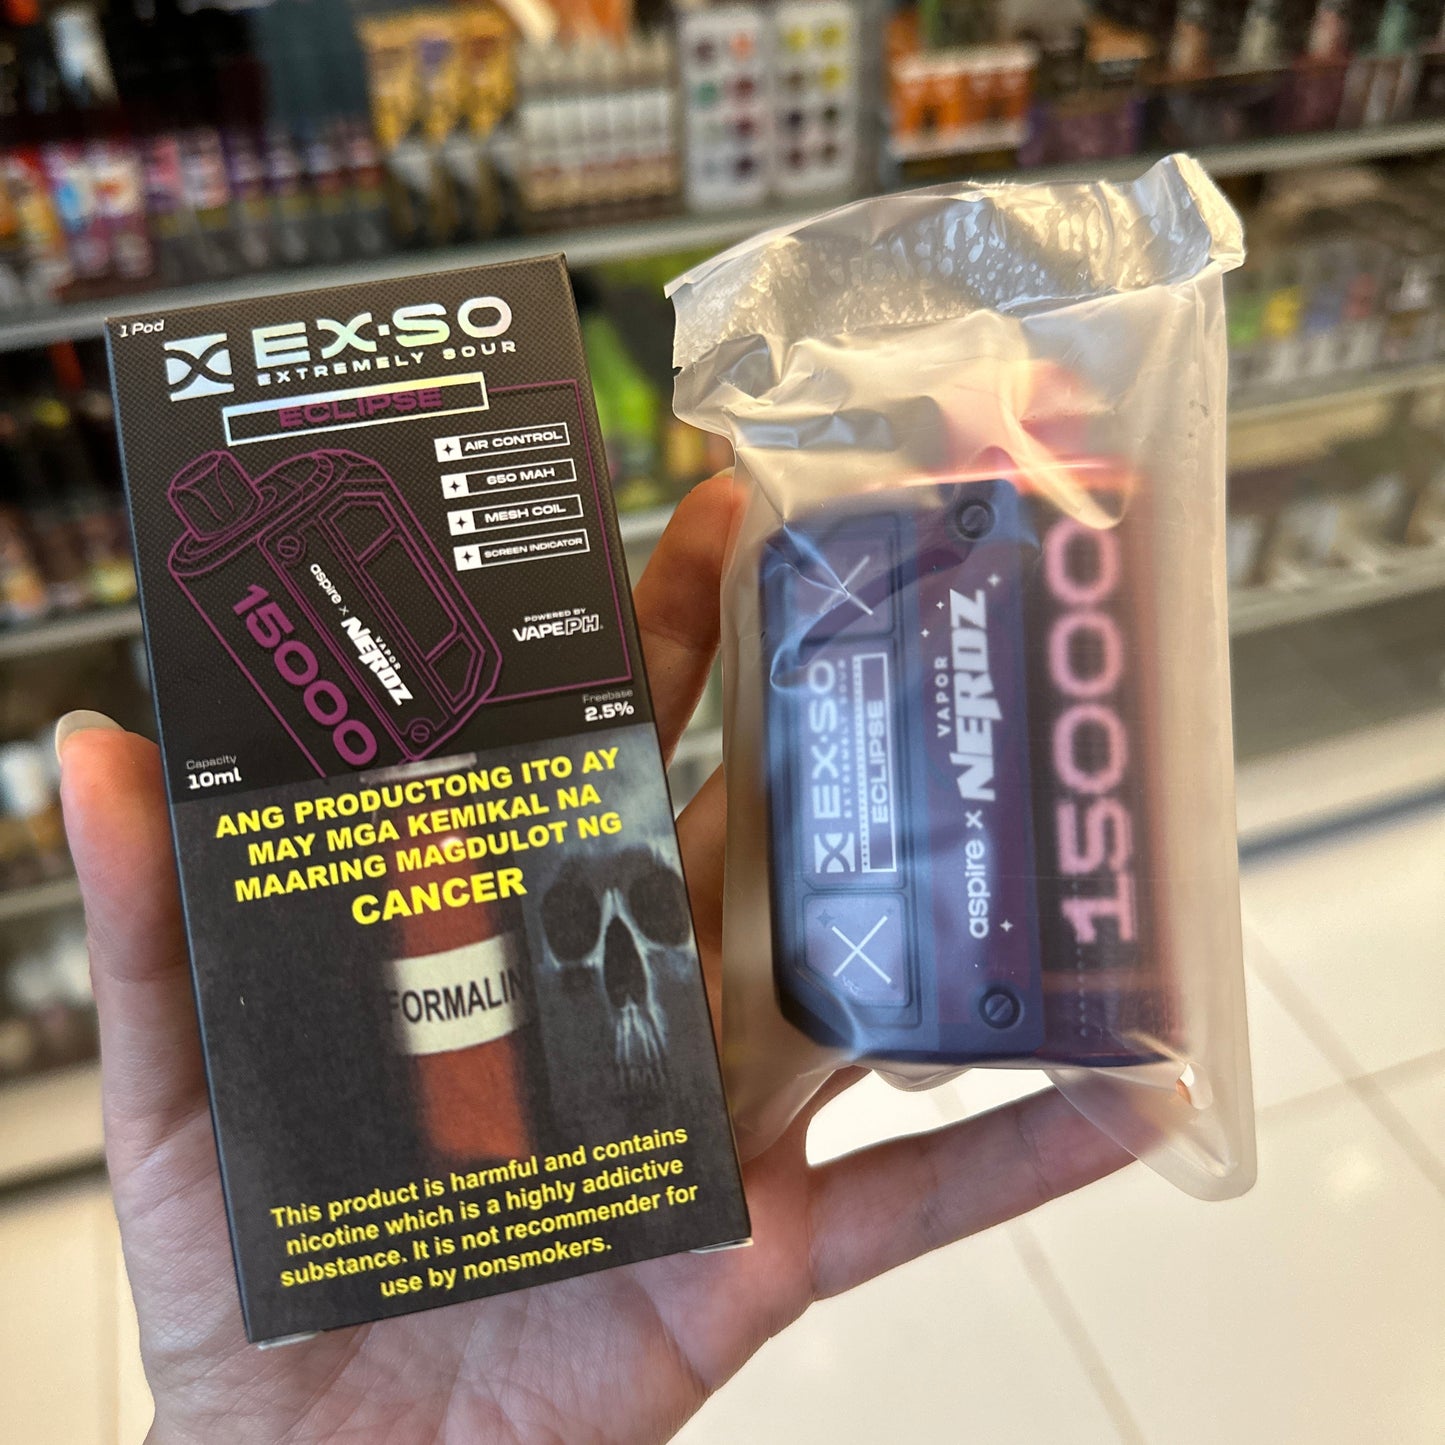 1 Pod
EX·SO
EXTREMELY SOUR
ECLIPSE
AIR CONTROL
650 MAH
MESH COIL
SCREEN INDICATOR
aspire x
VAPOR
NERDZ
15000
POWERED BY
VAPEPH
Freebase
2.5%
Capacity
10ml
ANG PRODUCTONG ITO AY
MAY MGA KEMIKAL NA
MAARING MAGDULOT NG
CANCER
FORMALIN
This product is harmful and contains
nicotine which is a highly addictive
substance. It is not recommender for
use by nonsmokers.
EX·SO
EXTREMELY SOUR
ECLIPSE
aspire x
VAPOR
NERDZ
15000